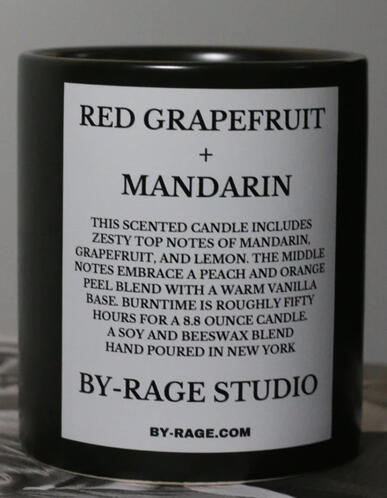 RED GRAPEFRUIT
+
MANDARIN
THIS SCENTED CANDLE INCLUDES
ZESTY TOP NOTES OF MANDARIN,
GRAPEFRUIT, AND LEMON. THE MIDDLE
NOTES EMBRACE A PEACH AND ORANGE
PEEL BLEND WITH A WARM VANILLA
BASE. BURNTIME IS ROUGHLY FIFTY
HOURS FOR A 8.8 OUNCE CANDLE.
A SOY AND BEESWAX BLEND
HAND POURED IN NEW YORK
BY-RAGE STUDIO
BY-RAGE.COM